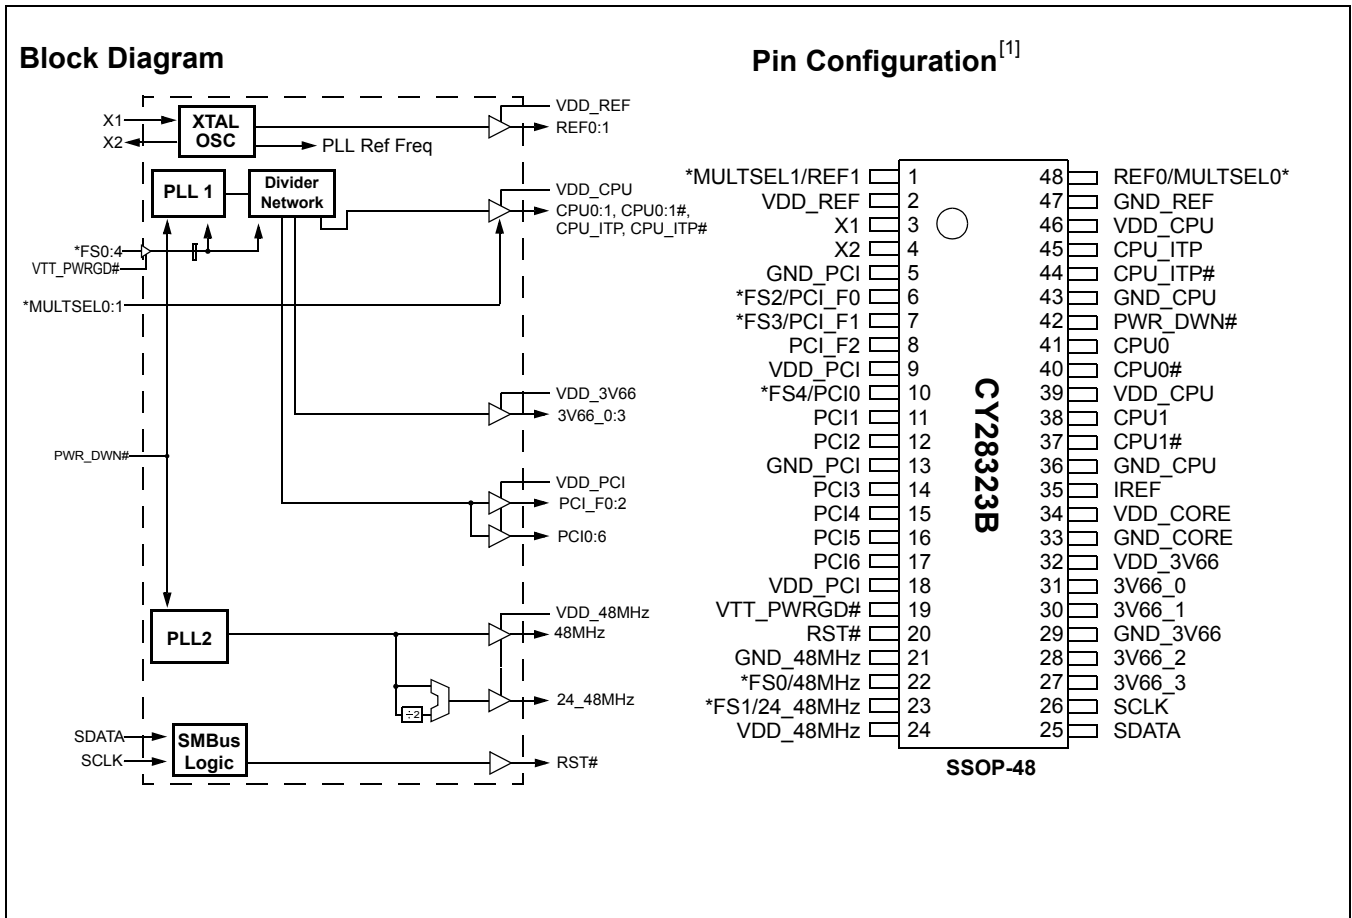 Block Diagram
X1
X2
XTAL
OSC
PLL Ref Freq
VDD_REF
REF0:1
PLL 1
Divider
Network
VDD_CPU
CPU0:1, CPU0:1#,
CPU_ITP, CPU_ITP#
*FS0:4
VTT_PWRGD#
*MULTSEL0:1
VDD_3V66
3V66_0:3
PWR_DWN#
VDD_PCI
PCI_F0:2
PCI0:6
PLL2
VDD_48MHz
48MHz
÷2
24_48MHz
SDATA
SCLK
SMBus
Logic
RST#
Pin Configuration[1]
*MULTSEL1/REF1 1
VDD_REF 2
X1 3
X2 4
GND_PCI 5
*FS2/PCI_F0 6
*FS3/PCI_F1 7
PCI_F2 8
VDD_PCI 9
*FS4/PCI0 10
PCI1 11
PCI2 12
GND_PCI 13
PCI3 14
PCI4 15
PCI5 16
PCI6 17
VDD_PCI 18
VTT_PWRGD# 19
RST# 20
GND_48MHz 21
*FS0/48MHz 22
*FS1/24_48MHz 23
VDD_48MHz 24
CY28323B
48 REF0/MULTSEL0*
47 GND_REF
46 VDD_CPU
45 CPU_ITP
44 CPU_ITP#
43 GND_CPU
42 PWR_DWN#
41 CPU0
40 CPU0#
39 VDD_CPU
38 CPU1
37 CPU1#
36 GND_CPU
35 IREF
34 VDD_CORE
33 GND_CORE
32 VDD_3V66
31 3V66_0
30 3V66_1
29 GND_3V66
28 3V66_2
27 3V66_3
26 SCLK
25 SDATA
SSOP-48